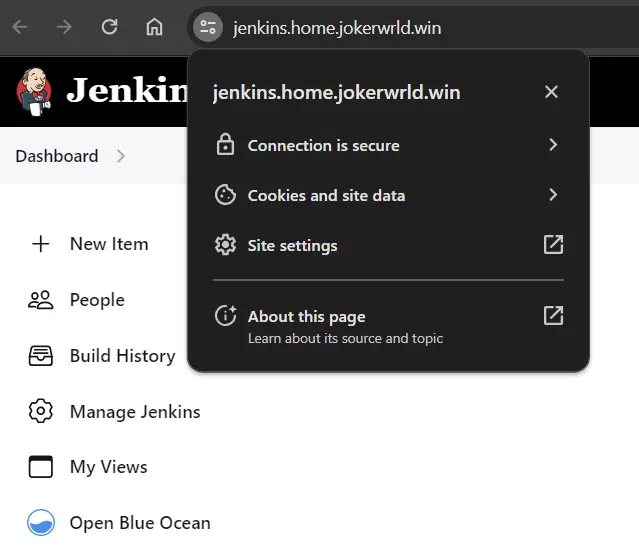 jenkins.home.jokerwrld.win
Jenkin
jenkins.home.jokerwrld.win
Connection is secure
Cookies and site data
Site settings
About this page
Learn about its source and topic
Dashboard
New Item
People
Build History
Manage Jenkins
My Views
Open Blue Ocean